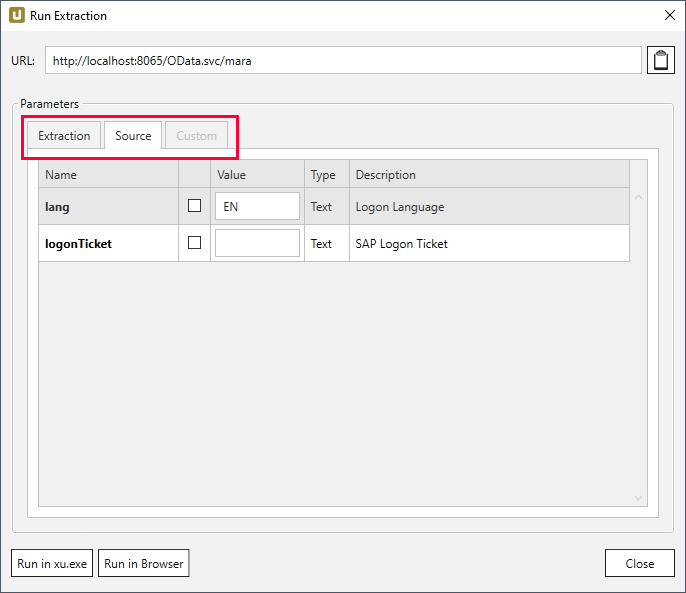 Run Extraction
URL: http://localhost:8065/OData.svc/mara
Parameters
Extraction Source Custom
Name Value Type Description
lang EN Text Logon Language
logonTicket Text SAP Logon Ticket
Run in xu.exe Run in Browser Close